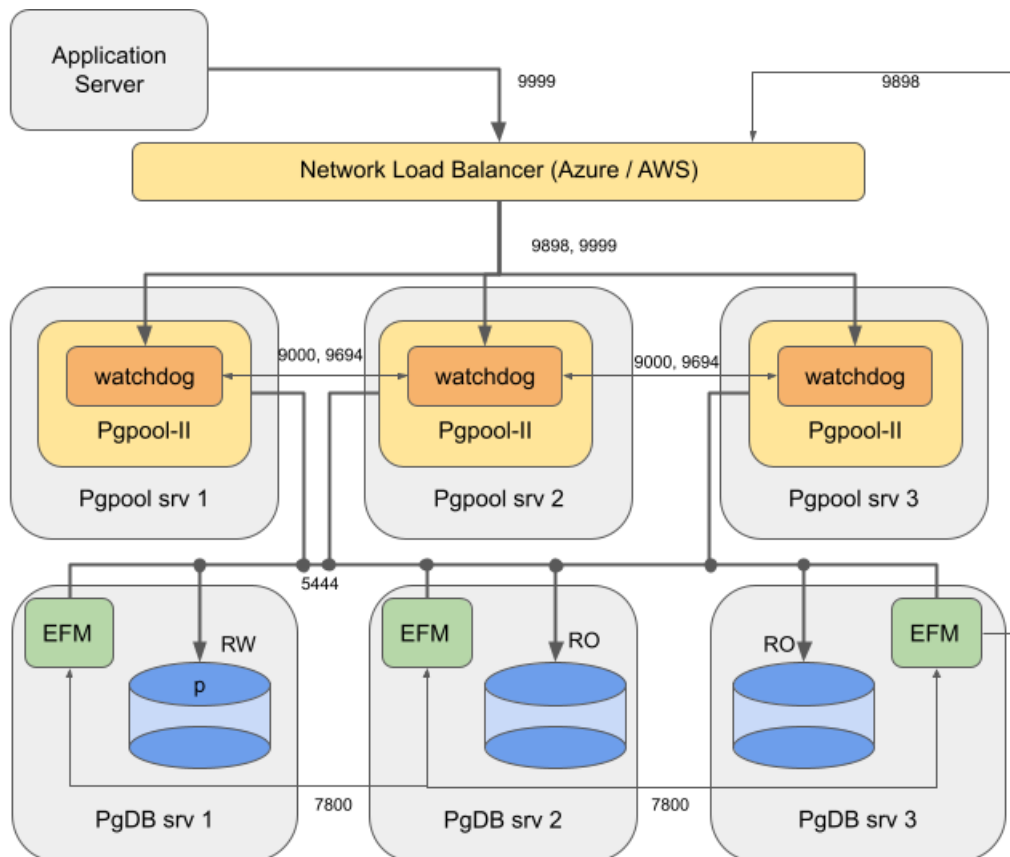 Application
Server
9999
9898
Network Load Balancer (Azure / AWS)
9898, 9999
watchdog
Pgpool-II
Pgpool srv 1
9000, 9694
watchdog
Pgpool-II
Pgpool srv 2
9000, 9694
watchdog
Pgpool-II
Pgpool srv 3
5444
EFM
RW
p
PgDB srv 1
7800
EFM
RO
PgDB srv 2
7800
RO
EFM
PgDB srv 3